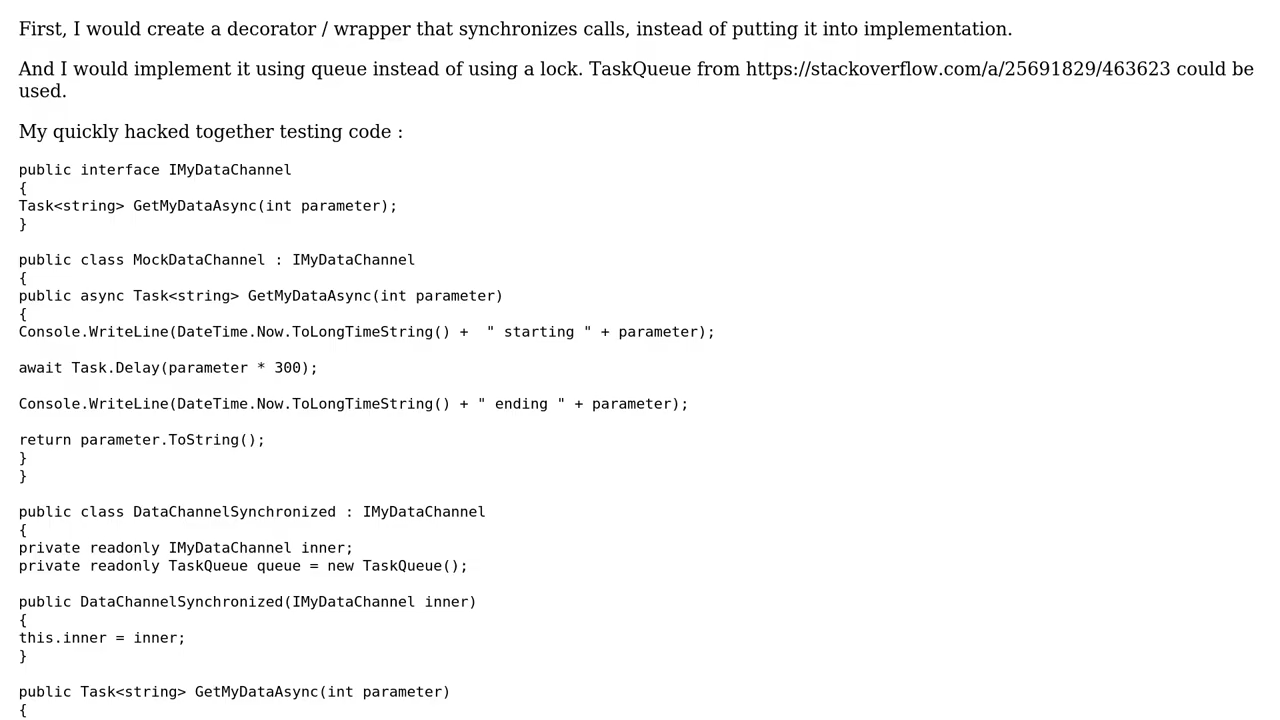 First, I would create a decorator / wrapper that synchronizes calls, instead of putting it into implementation.
And I would implement it using queue instead of using a lock. TaskQueue from https://stackoverflow.com/a/25691829/463623 could be
used.
My quickly hacked together testing code :
public interface IMyDataChannel
{
Task<string> GetMyDataAsync(int parameter);
}
public class MockDataChannel : IMyDataChannel
{
public async Task<string> GetMyDataAsync(int parameter)
{
Console.WriteLine(DateTime.Now.ToLongTimeString() +  " starting " + parameter);
await Task.Delay(parameter * 300);
Console.WriteLine(DateTime.Now.ToLongTimeString() + " ending " + parameter);
return parameter.ToString();
}
}
public class DataChannelSynchronized : IMyDataChannel
{
private readonly IMyDataChannel inner;
private readonly TaskQueue queue = new TaskQueue();
public DataChannelSynchronized(IMyDataChannel inner)
{
this.inner = inner;
}
public Task<string> GetMyDataAsync(int parameter)
{